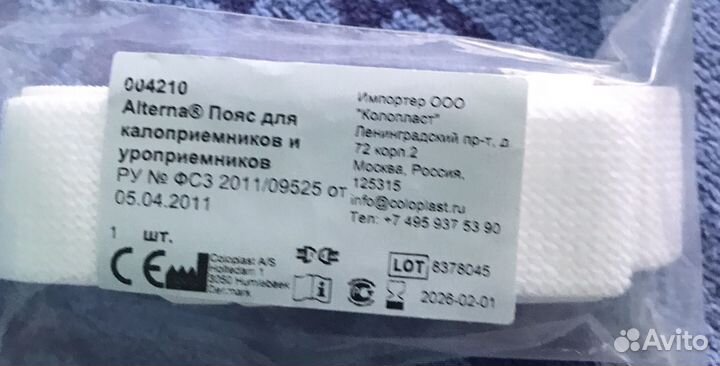 004210
Alterna® Пояс для
калоприемников и
уроприемников
РУ № ФСЗ 2011/09525 от
05.04.2011
Импортер ООО
"Колопласт"
Ленинградский пр-т, д.
72 корп.2
Москва, Россия,
125315
info@coloplast.ru
Тел: +7 495 937 53 90
1 шт.
CE
Coloplast A/S
Holtedam 1
3050 Humlebaek
Denmark
LOT 8378045
2026-02-01
Avito